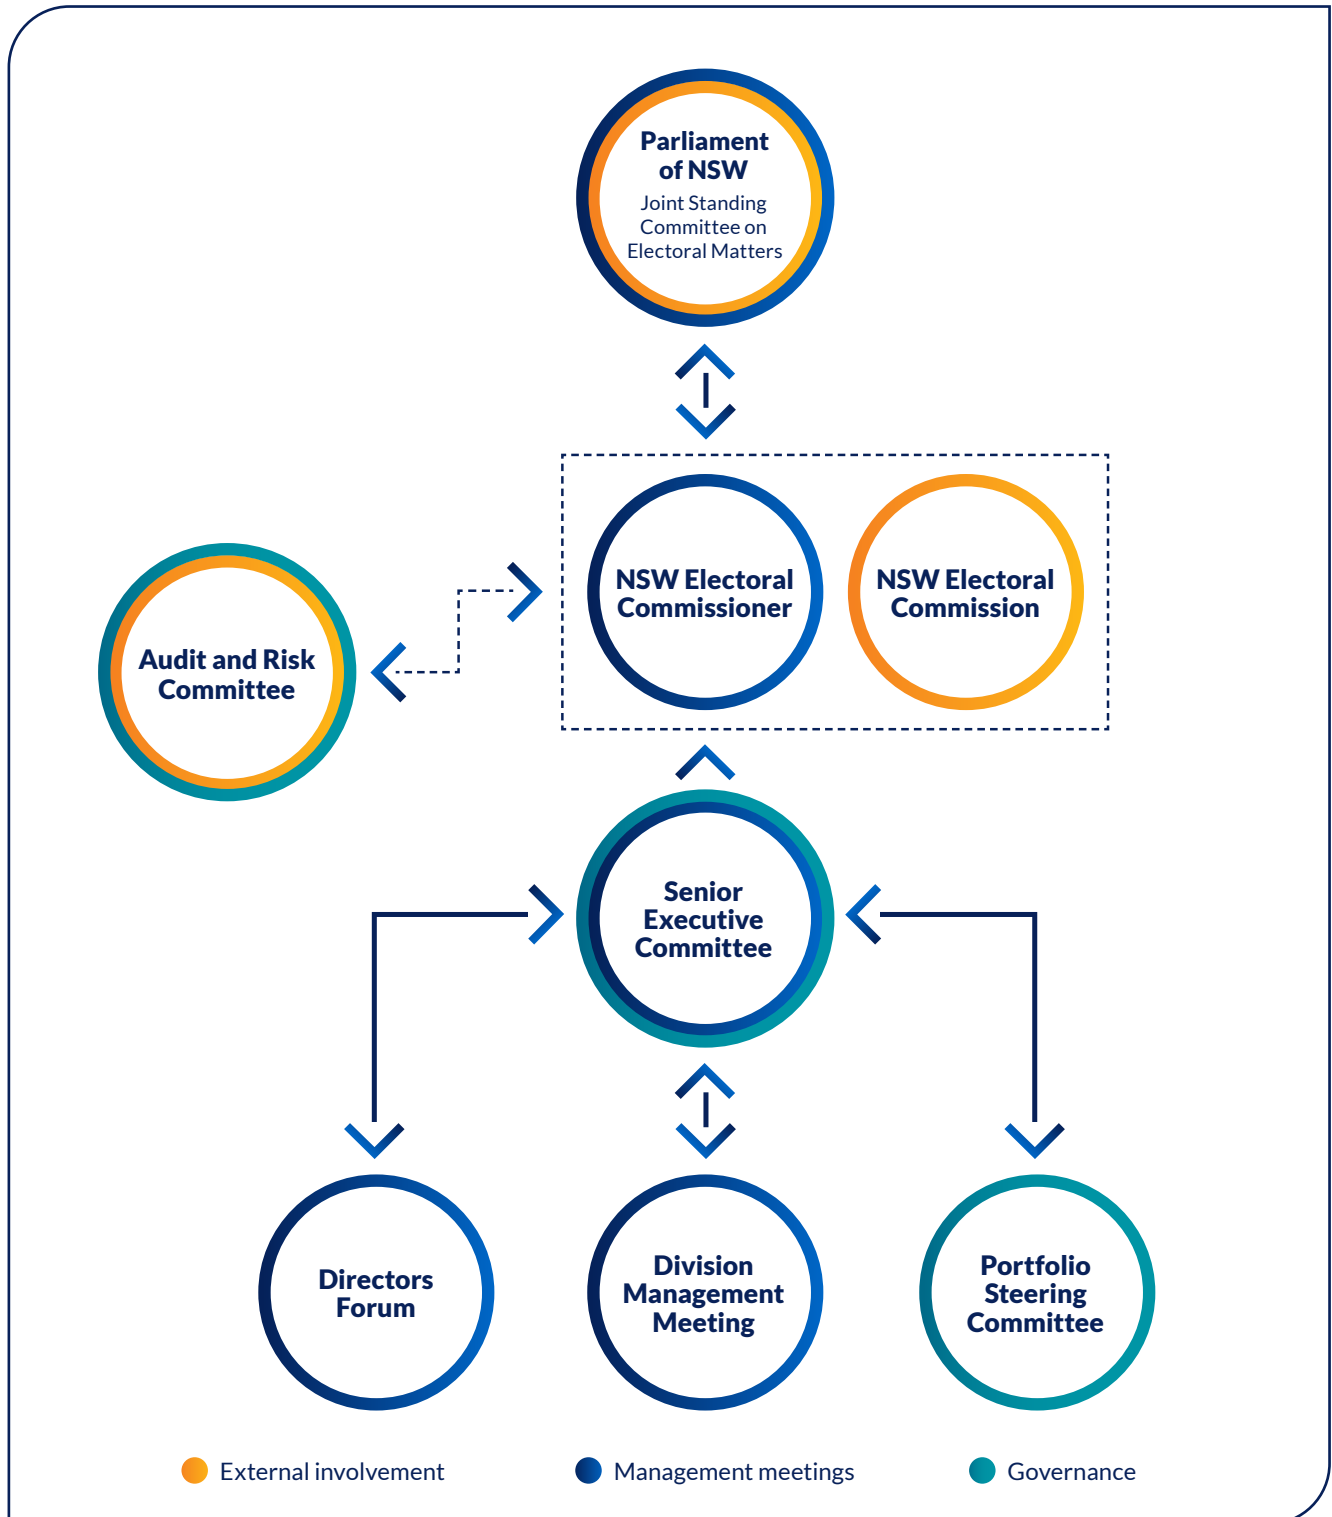 Parliament
of NSW
Joint Standing
Committee on
Electoral Matters
NSW Electoral
Commissioner
NSW Electoral
Commission
Audit and Risk
Committee
Senior
Executive
Committee
Directors
Forum
Division
Management
Meeting
Portfolio
Steering
Committee
External involvement
Management meetings
Governance